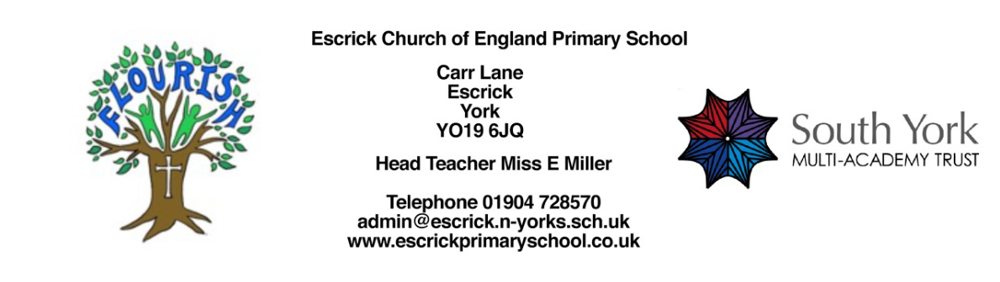 FLOURISH
Escrick Church of England Primary School
Carr Lane
Escrick
York
YO19 6JQ
Head Teacher Miss E Miller
Telephone 01904 728570
admin@escrick.n-yorks.sch.uk
www.escrickprimaryschool.co.uk
South York
MULTI-ACADEMY TRUST